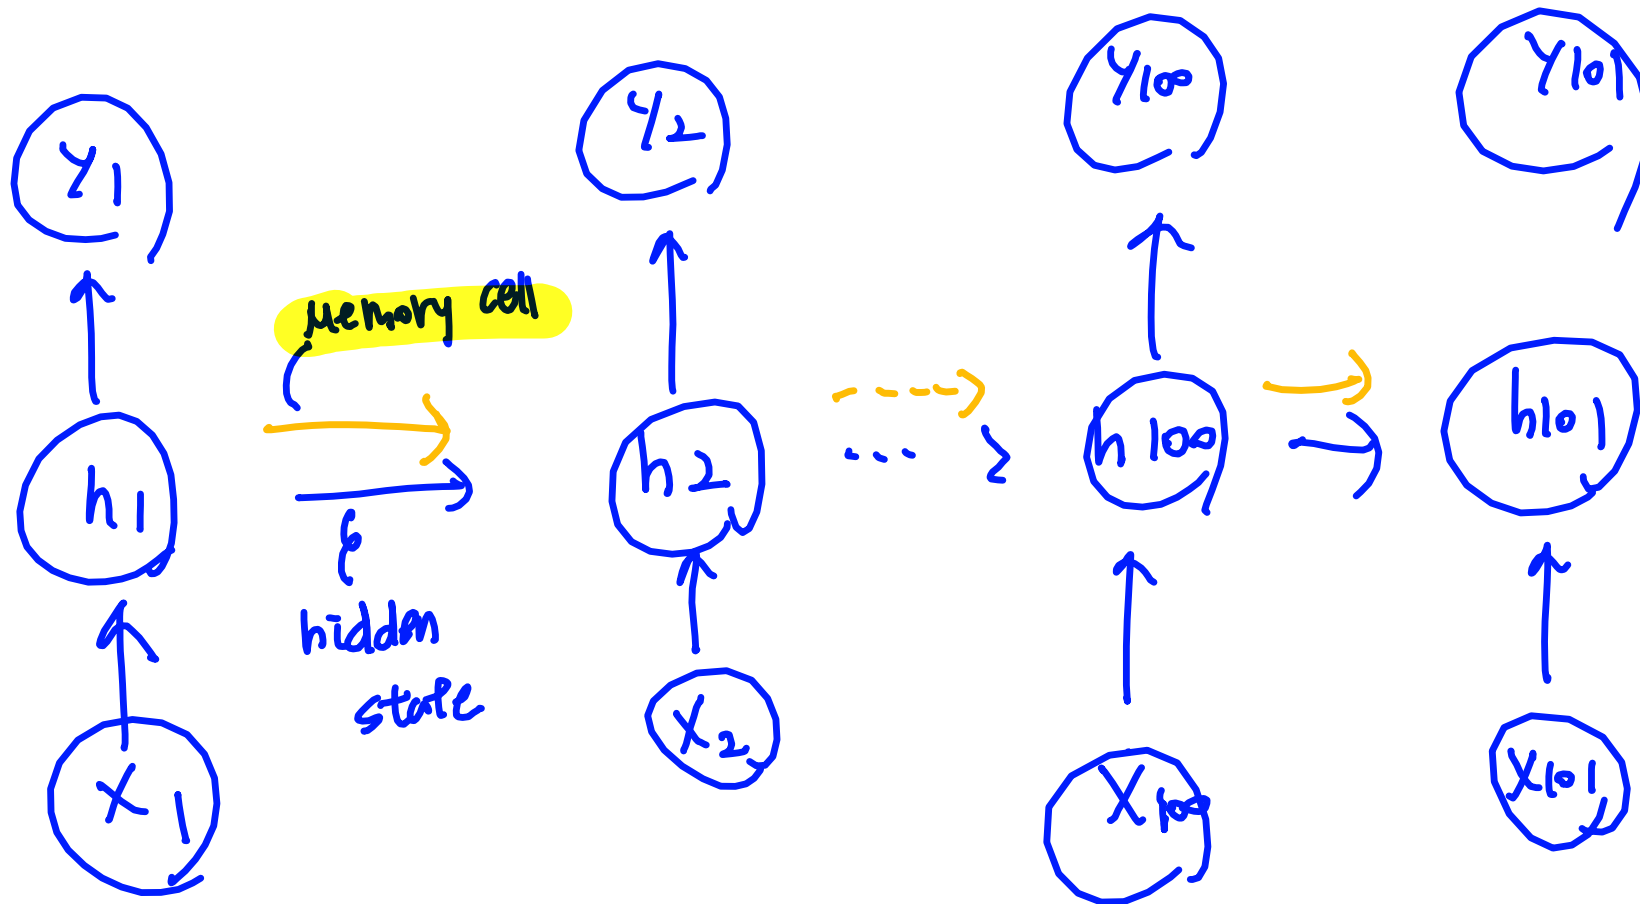 y1
y2
y100
y101
Memory cell
h1
h2
h100
h101
hidden
state
x1
x2
x100
x101